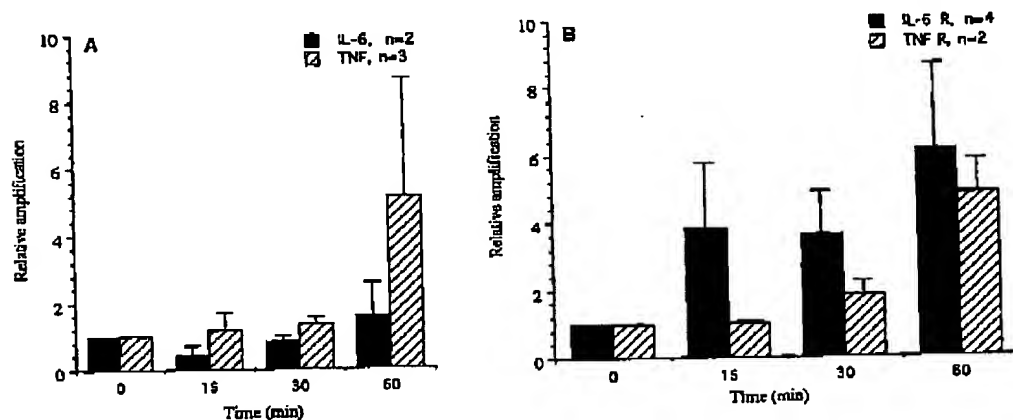 A
IL-6, n=2
TNF, n=3
Relative amplification
10
8
6
4
2
0
0 15 30 60
Time (min)
B
IL-6 R, n=4
TNF R, n=2
Relative amplification
10
8
6
4
2
0
0 15 30 60
Time (min)